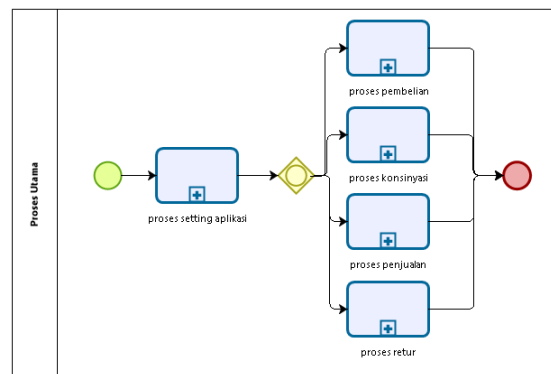 Proses Utama
proses setting aplikasi
proses pembelian
proses konsinyasi
proses penjualan
proses retur